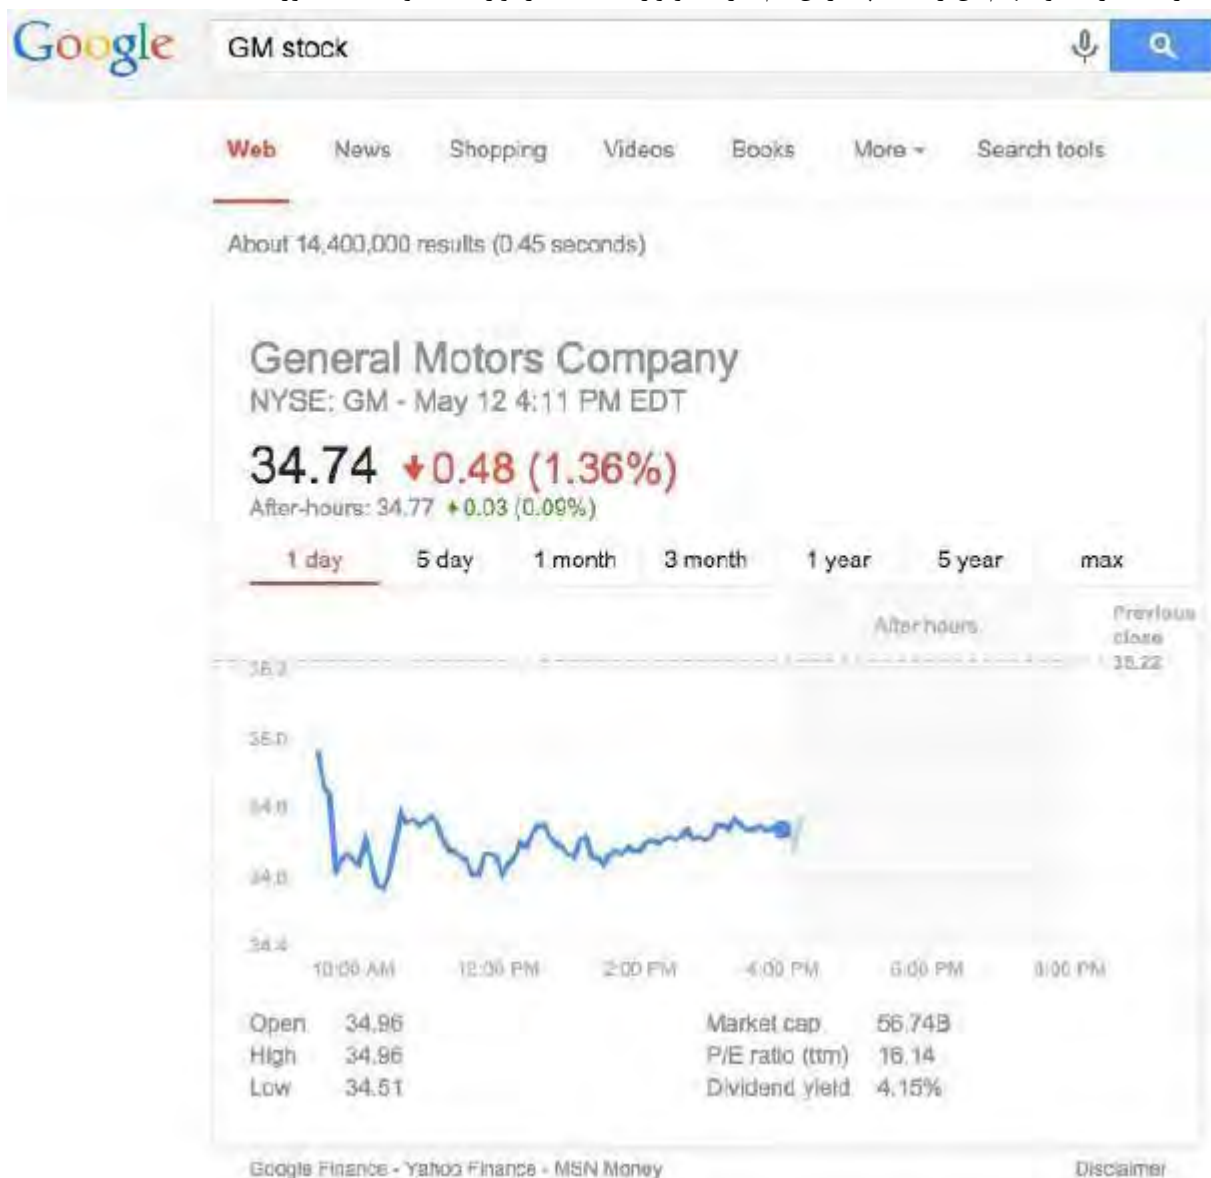 Google GM stock
Web News Shopping Videos Books More Search tools
About 14,400,000 results (0.45 seconds)
General Motors Company
NYSE: GM - May 12 4:11 PM EDT
34.74 0.48 (1.36%)
After-hours: 34.77 0.03 (0.09%)
1 day 5 day 1 month 3 month 1 year 5 year max
After hours
Previous
close
35.22
10:00 AM 12:00 PM 2:00 PM 4:00 PM 6:00 PM 8:00 PM
Open 34.96 Market cap 56.74B
High 34.96 P/E ratio (ttm) 16.14
Low 34.51 Dividend yield 4.15%
Google Finance - Yahoo Finance - MSN Money Disclaimer